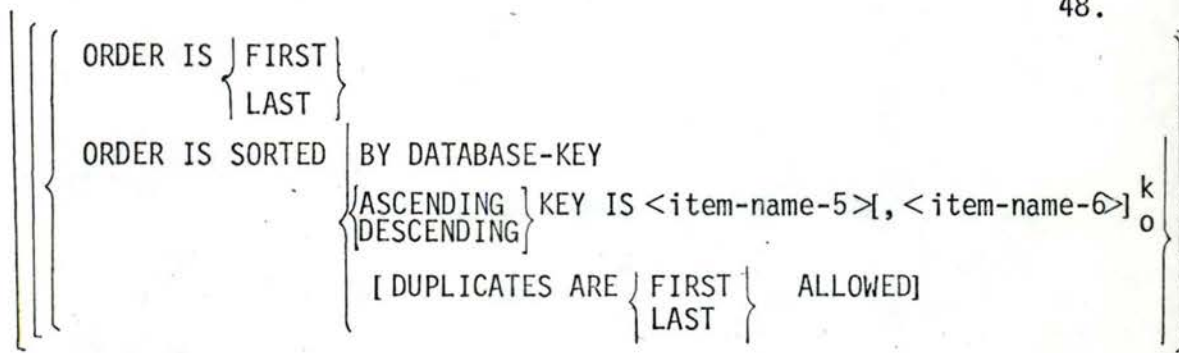 48.
ORDER IS { FIRST
LAST }
ORDER IS SORTED { BY DATABASE-KEY
{ ASCENDING } KEY IS <item-name-5>[, <item-name-6>] k
DESCENDING o
[ DUPLICATES ARE { FIRST } ALLOWED]
LAST